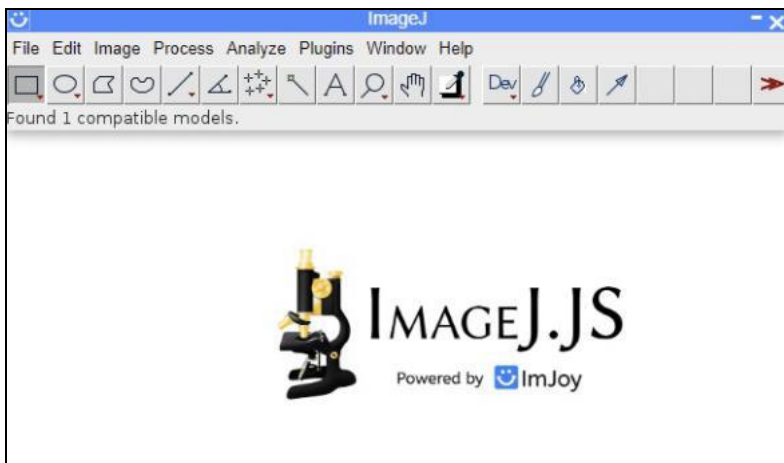 ImageJ
File Edit Image Process Analyze Plugins Window Help
A Dev
Found 1 compatible models.
IMAGEJ.JS
Powered by ImJoy